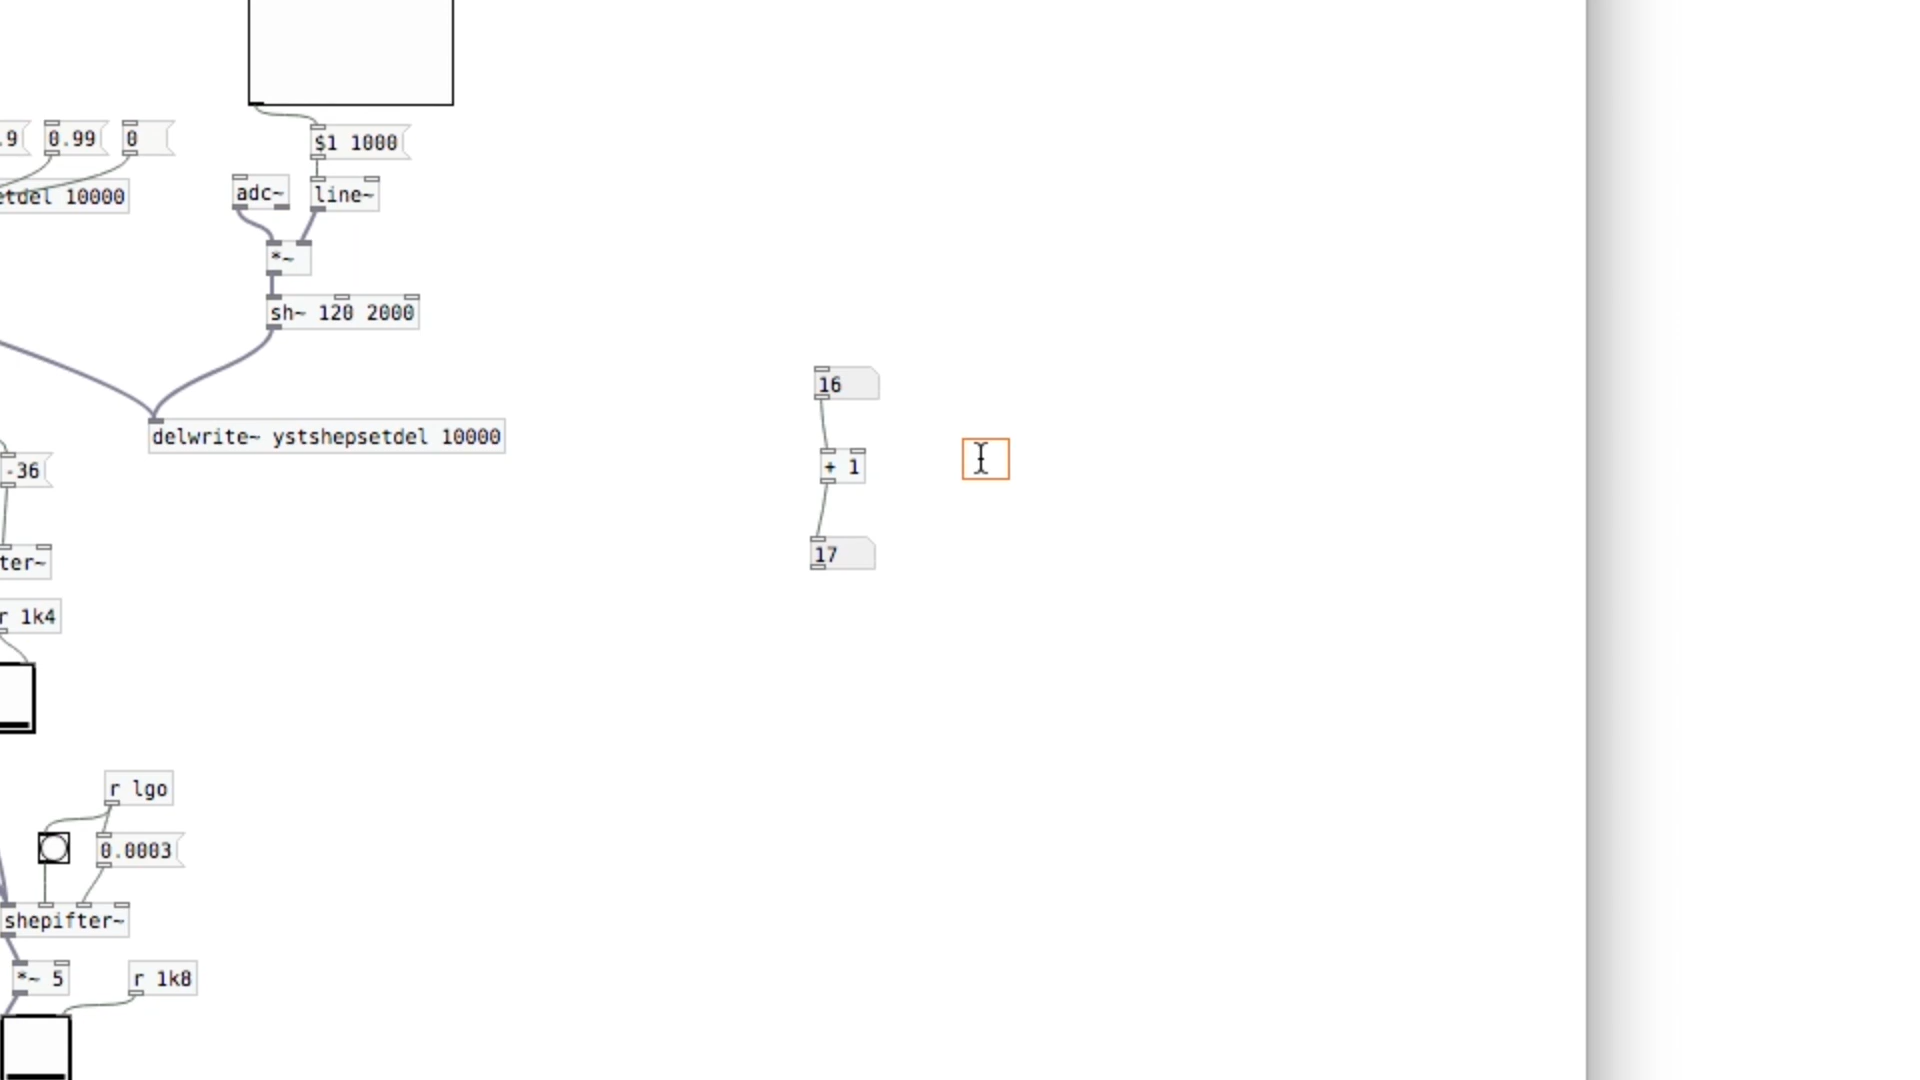 .9 0.99 0
$1 1000
etdel 10000
adc~ line~
*~
sh~ 120 2000
16
delwrite~ ystshepsetdel 10000
-36
+ 1
17
ter~
r 1k4
r lgo
0.0003
shepifter~
*~ 5
r 1k8